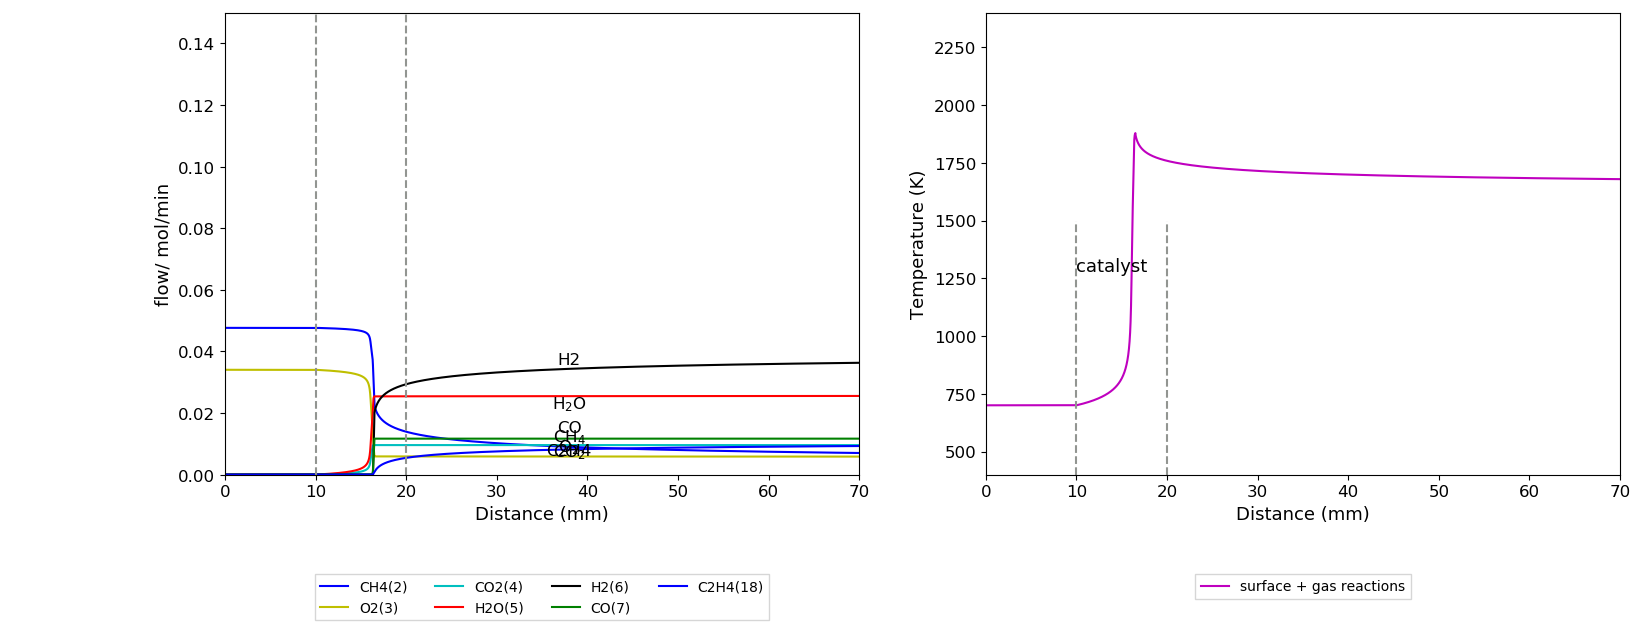 0.14
0.12
0.10
0.08
0.06
0.04
0.02
0.00
flow/ mol/min
H2
H₂O
CO
CH₄
0 10 20 30 40 50 60 70
Distance (mm)
CH4(2) CO2(4) H2(6) C2H4(18)
O2(3) H2O(5) CO(7)
2250
2000
1750
1500
1250
1000
750
500
Temperature (K)
catalyst
0 10 20 30 40 50 60 70
Distance (mm)
surface + gas reactions